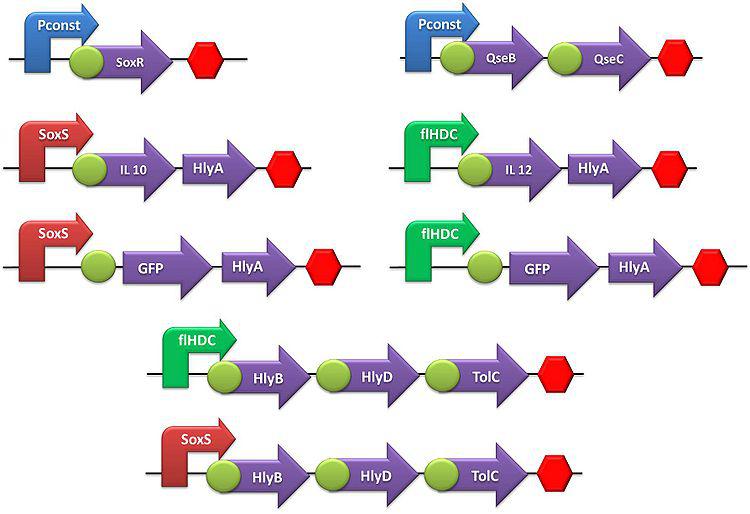 Pconst
SoxR
Pconst
QseB
QseC
SoxS
IL 10
HlyA
flHDC
IL 12
HlyA
SoxS
GFP
HlyA
flHDC
GFP
HlyA
flHDC
HlyB
HlyD
TolC
SoxS
HlyB
HlyD
TolC